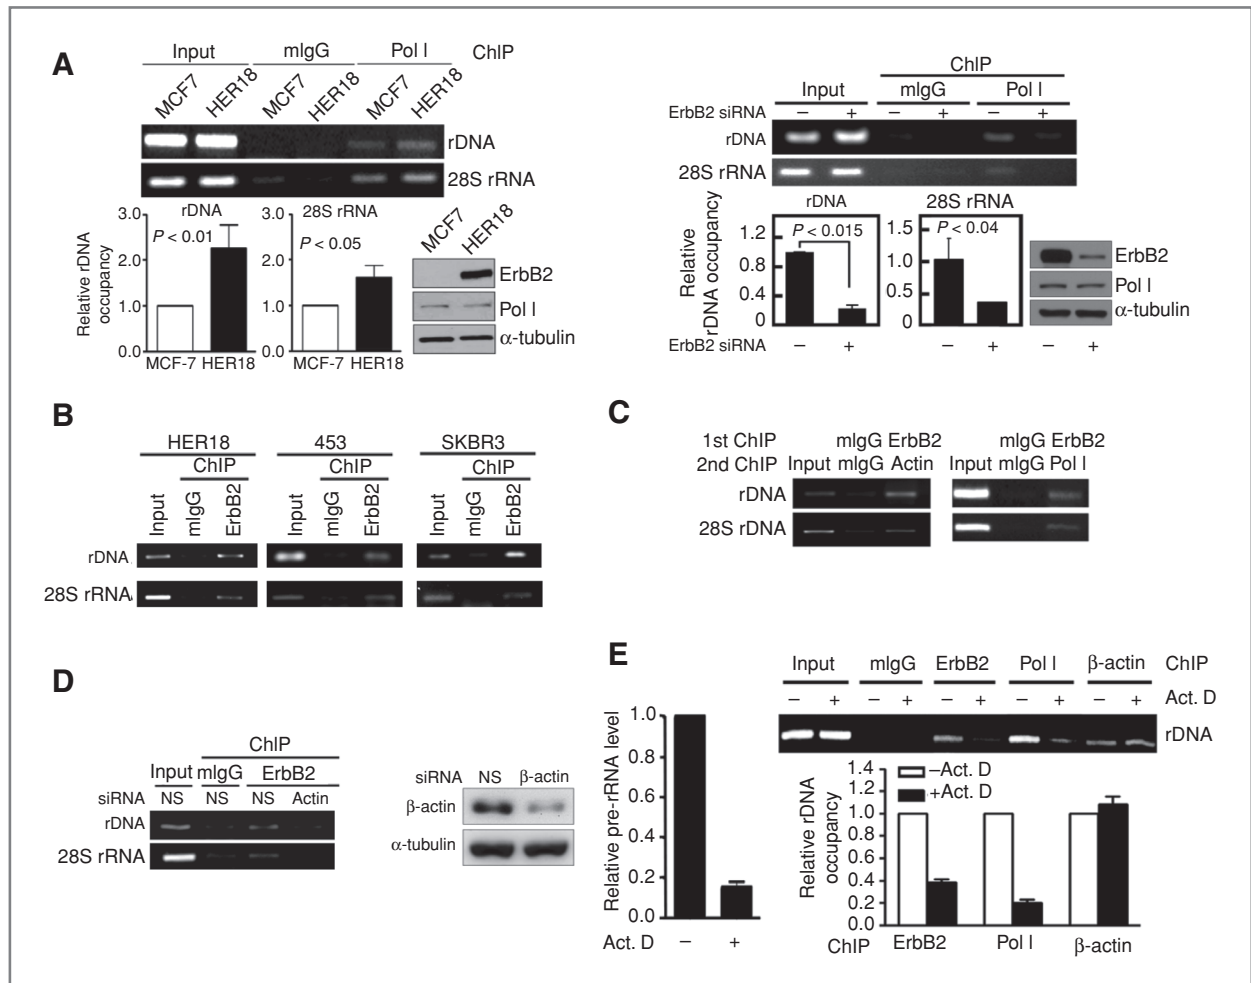 A
Input mIgG Pol I ChIP
MCF7 HER18 MCF7 HER18 MCF7 HER18
rDNA
28S rRNA
Relative rDNA occupancy
3.0
2.0
1.0
0.0
rDNA
P < 0.01
MCF-7 HER18
3.0
2.0
1.0
0.0
28S rRNA
P < 0.05
MCF-7 HER18
MCF7 HER18
ErbB2
Pol I
α-tubulin
ChIP
Input mIgG Pol I
ErbB2 siRNA − + − + − +
rDNA
28S rRNA
Relative rDNA occupancy
rDNA
1.2
0.8
0.4
0
P < 0.015
28S rRNA
1.5
1.0
0.5
0
P < 0.04
ErbB2
Pol I
α-tubulin
ErbB2 siRNA − + − + − +
B
HER18 453 SKBR3
ChIP ChIP ChIP
Input mIgG ErbB2 Input mIgG ErbB2 Input mIgG ErbB2
rDNA
28S rRNA
C
1st ChIP mIgG ErbB2 mIgG ErbB2
2nd ChIP Input mIgG Actin Input mIgG Pol I
rDNA
28S rDNA
D
ChIP
Input mIgG ErbB2
siRNA NS NS NS Actin
rDNA
28S rRNA
siRNA NS β-actin
β-actin
α-tubulin
E
Relative pre-rRNA level
1.0
0.8
0.6
0.4
0.2
0.0
Act. D − +
Input mIgG ErbB2 Pol I β-actin ChIP
− + − + − + − + − + Act. D
rDNA
Relative rDNA occupancy
1.4
1.2
1.0
0.8
0.6
0.4
0.2
0.0
−Act. D
+Act. D
ChIP ErbB2 Pol I β-actin